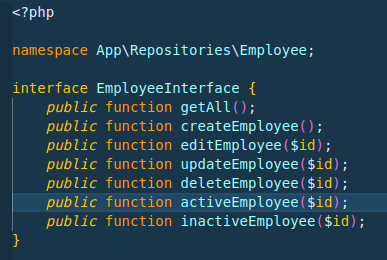 <?php
namespace App\Repositories\Employee;
interface EmployeeInterface {
public function getAll();
public function createEmployee();
public function editEmployee($id);
public function updateEmployee($id);
public function deleteEmployee($id);
public function activeEmployee($id);
public function inactiveEmployee($id);
}